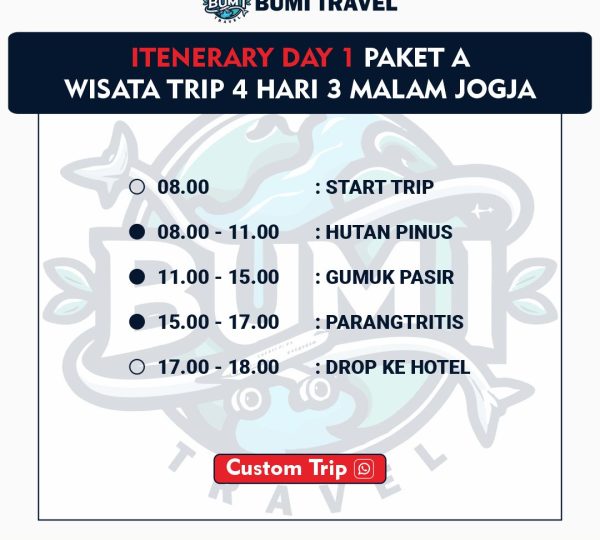 BUMI BUMI TRAVEL
TRAVEL
ITENERARY DAY 1 PAKET A
WISATA TRIP 4 HARI 3 MALAM JOGJA
08.00 : START TRIP
08.00 - 11.00 : HUTAN PINUS
11.00 - 15.00 : GUMUK PASIR
15.00 - 17.00 : PARANGTRITIS
17.00 - 18.00 : DROP KE HOTEL
BUMI
Custom Trip
TRAVEL